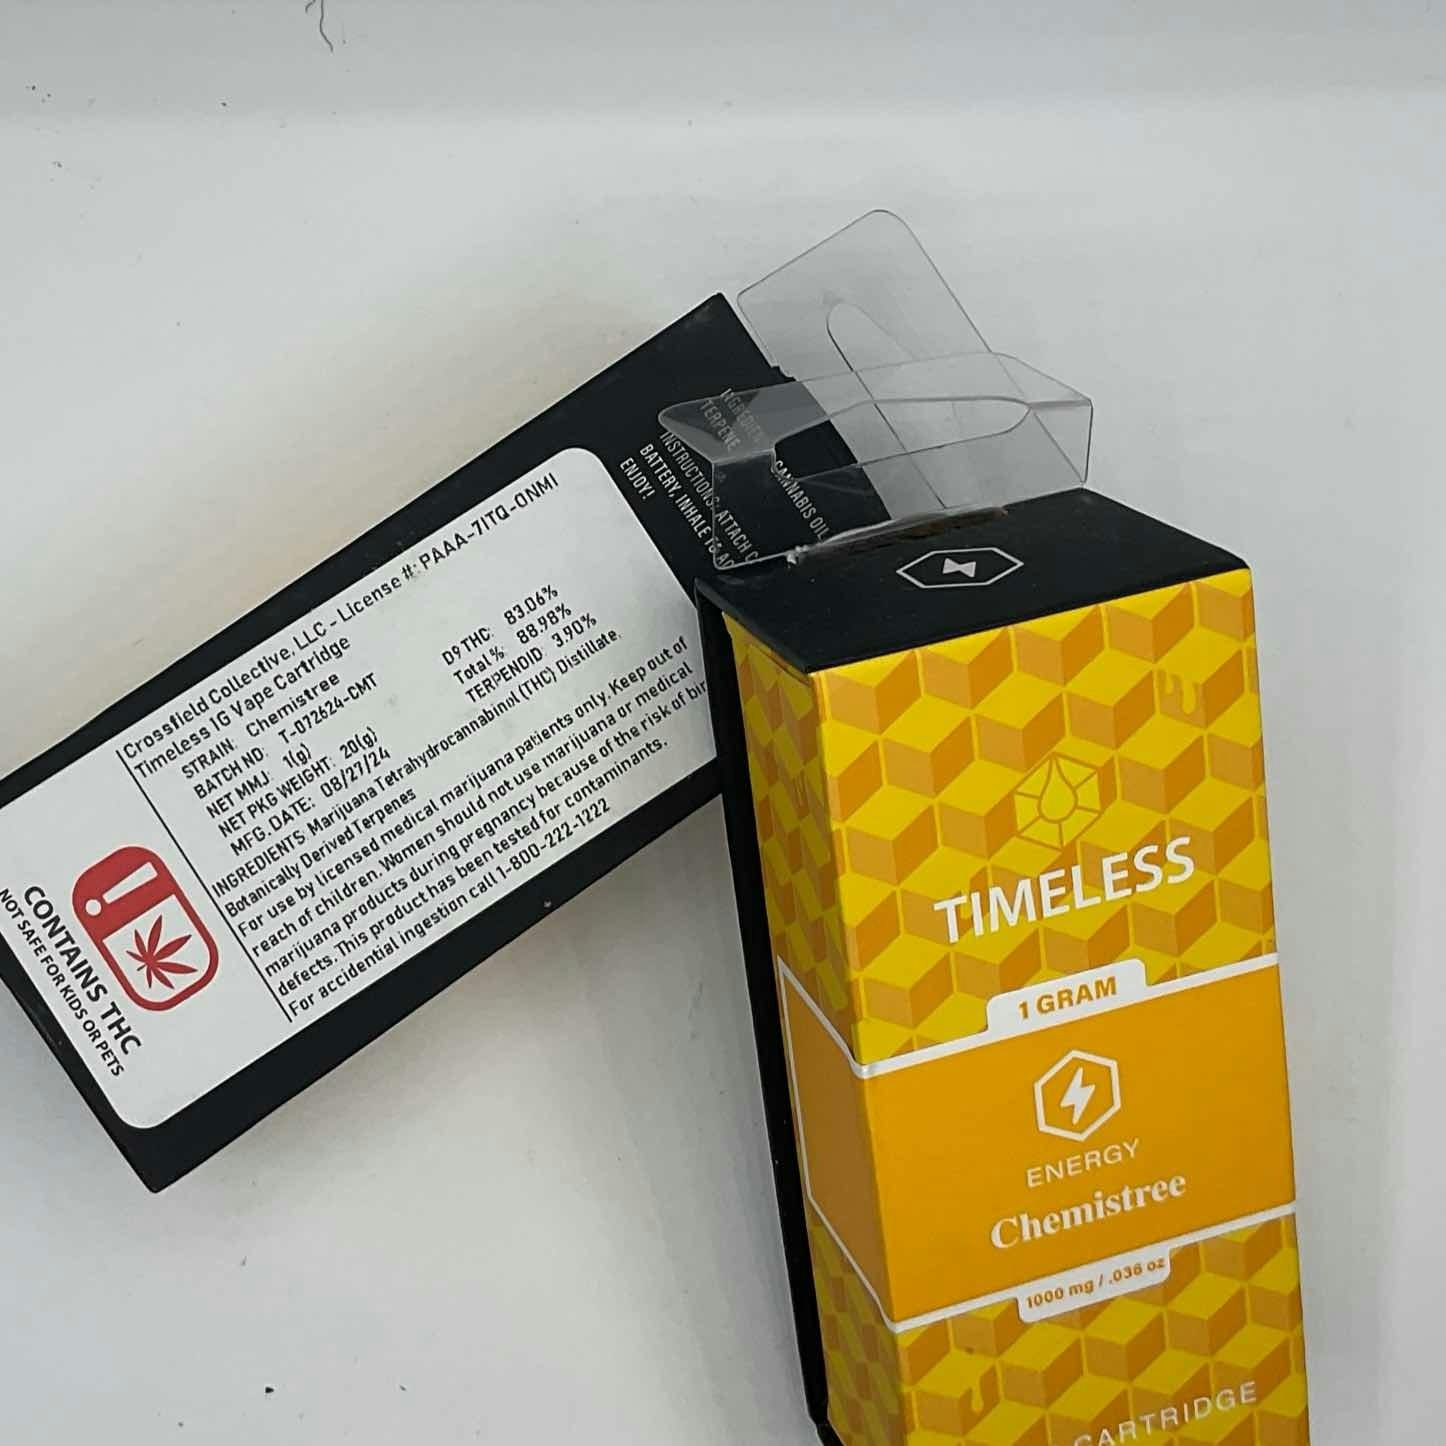 Crossfield Collective, LLC - License #: PAAA-7ITQ-0NMI
Timeless 1G Vape Cartridge
STRAIN: Chemistree
BATCH NO: T-072624-CMT
NET MMJ: 1(g)
NET PKG WEIGHT: 20(g)
MFG. DATE: 08/27/24
D9 THC: 83.06%
Total %: 88.98%
TERPENOID: 3.90%
INGREDIENTS: Marijuana Tetrahydrocannabinol (THC) Distillate,
Botanically Derived Terpenes
For use by licensed medical marijuana patients only. Keep out of
reach of children. Women should not use marijuana or medical
marijuana products during pregnancy because of the risk of
defects. This product has been tested for contaminants.
For accidential ingestion call 1-800-222-1222
CONTAINS THC
NOT SAFE FOR KIDS OR PETS
CANNABIS OIL
TERPENE
INSTRUCTIONS: ATTACH
BATTERY, INHALE TO
ENJOY!
TIMELESS
1 GRAM
ENERGY
Chemistree
1000 mg / .036 oz
CARTRIDGE